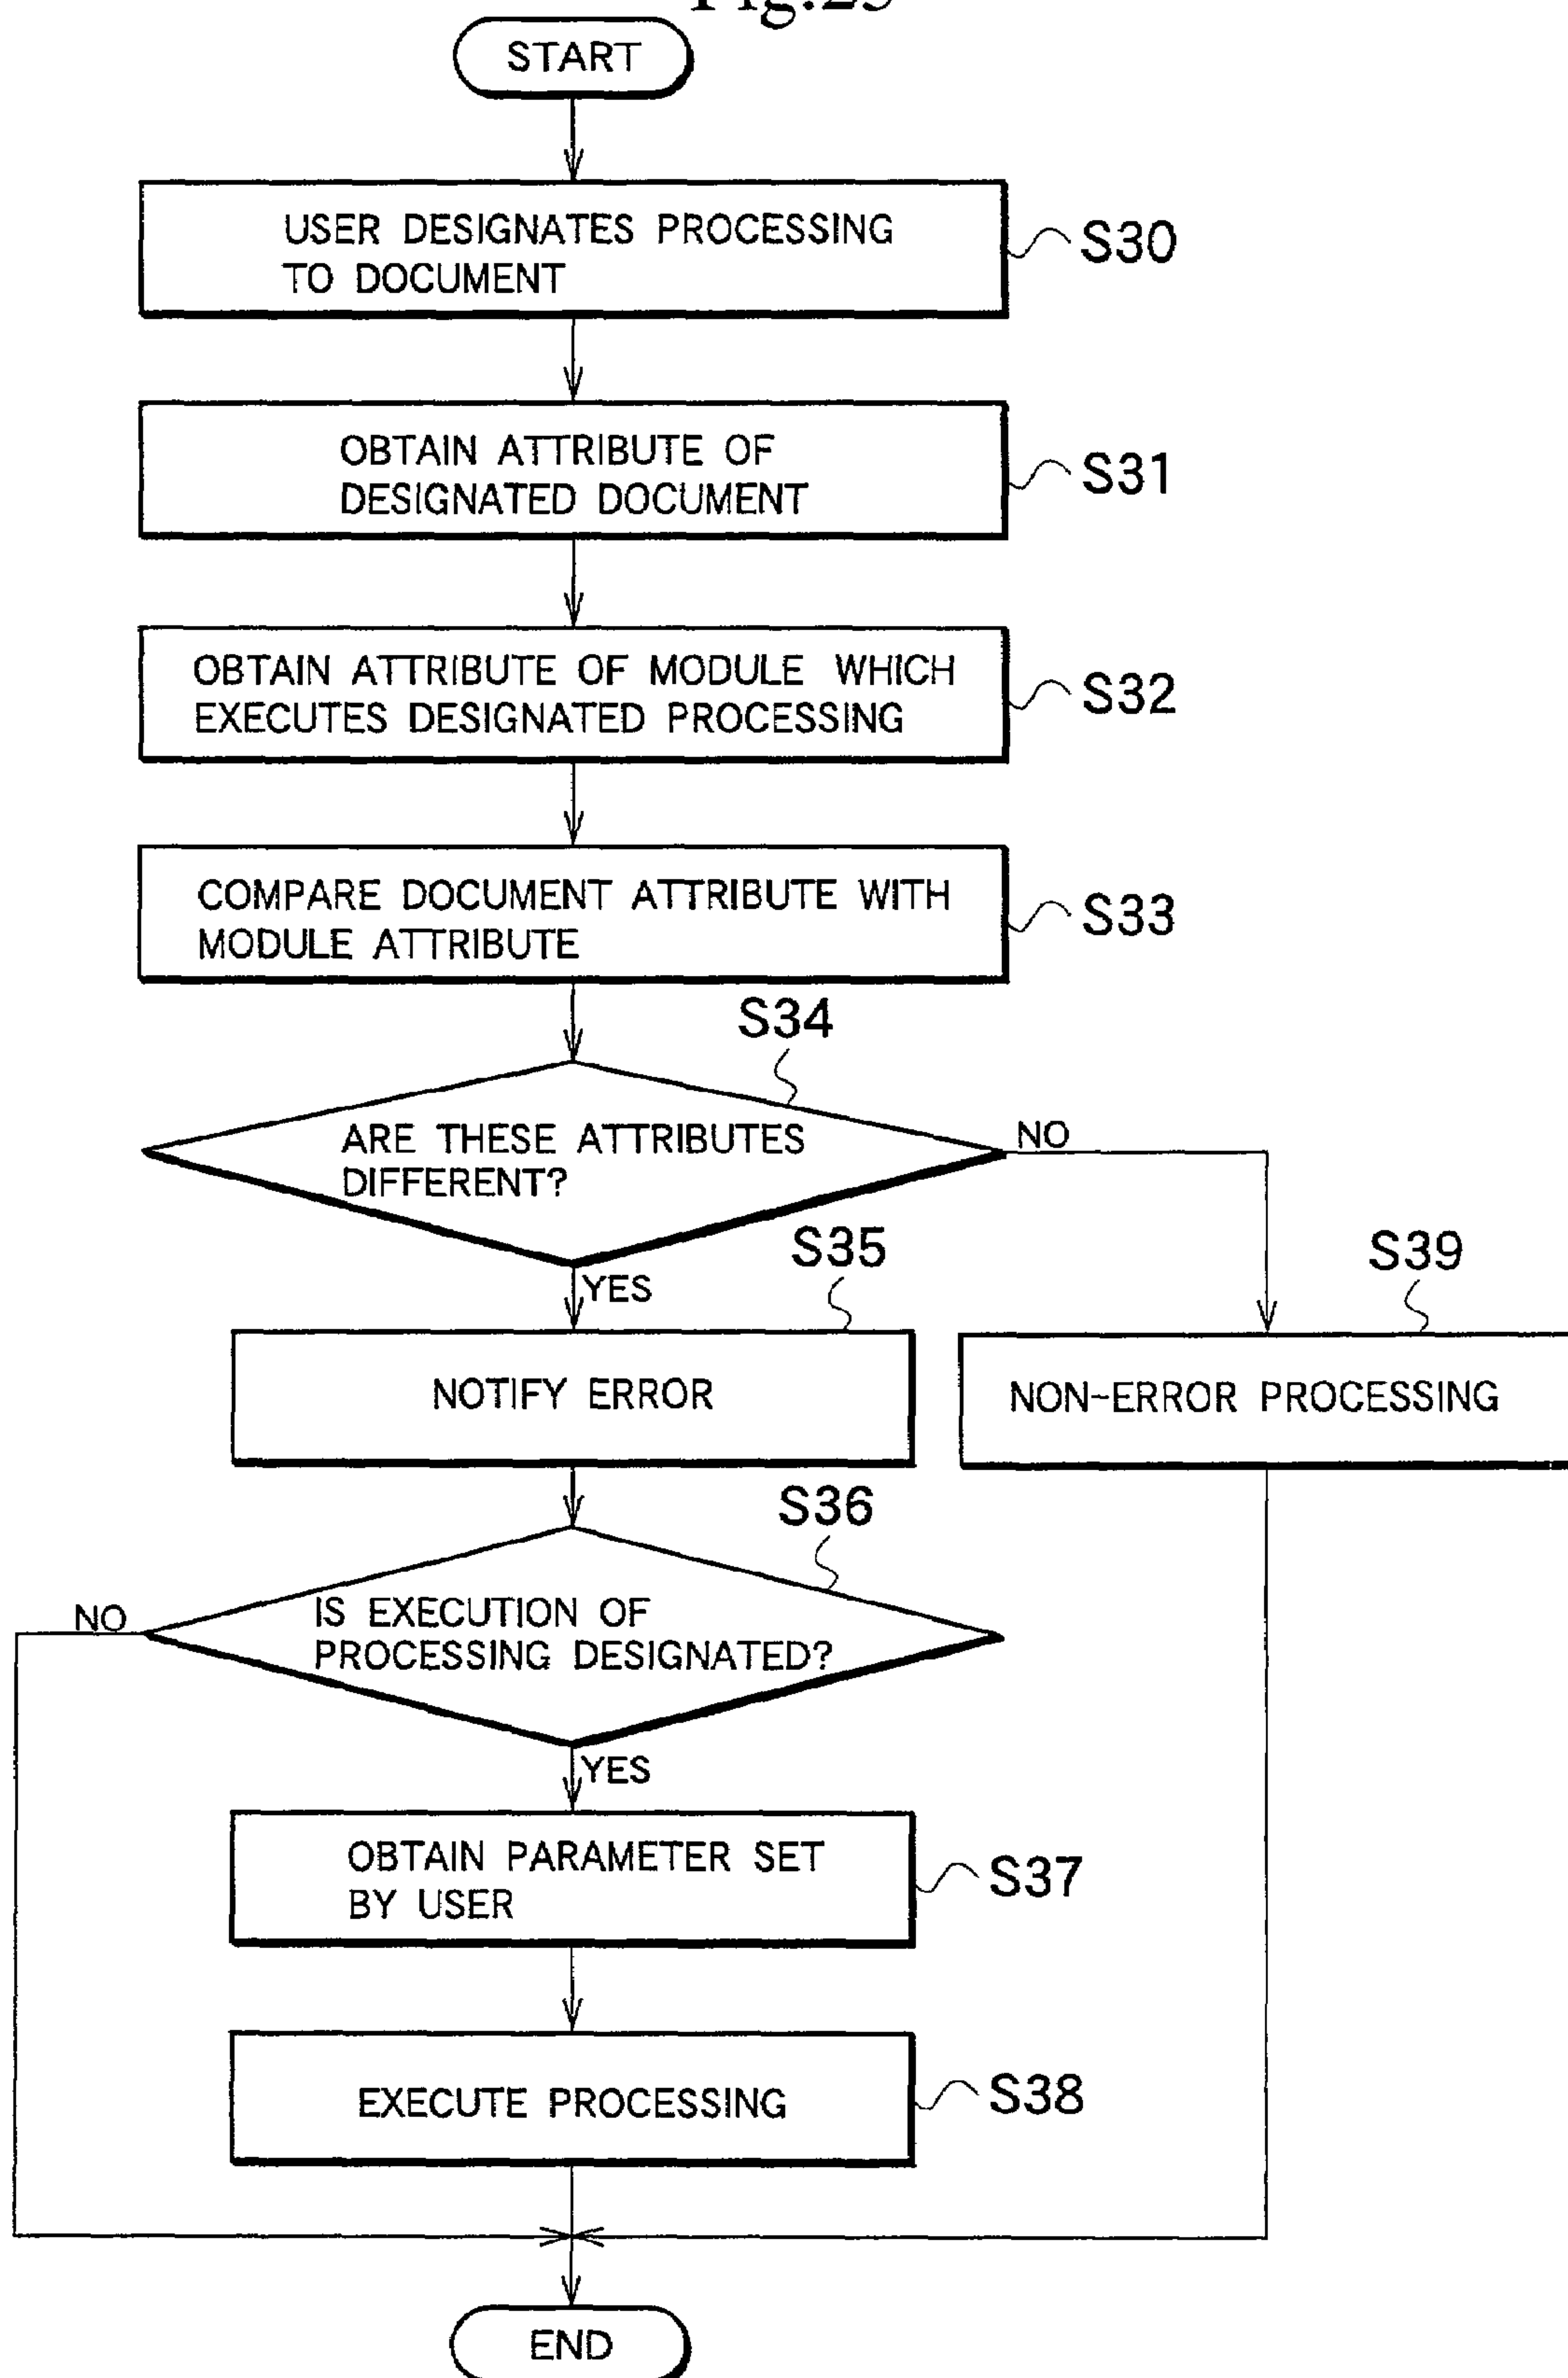 START
USER DESIGNATES PROCESSING
TO DOCUMENT
S30
OBTAIN ATTRIBUTE OF
DESIGNATED DOCUMENT
S31
OBTAIN ATTRIBUTE OF MODULE WHICH
EXECUTES DESIGNATED PROCESSING
S32
COMPARE DOCUMENT ATTRIBUTE WITH
MODULE ATTRIBUTE
S33
S34
ARE THESE ATTRIBUTES
DIFFERENT?
NO
YES
S35
NOTIFY ERROR
S39
NON-ERROR PROCESSING
S36
IS EXECUTION OF
PROCESSING DESIGNATED?
NO
YES
OBTAIN PARAMETER SET
BY USER
S37
EXECUTE PROCESSING
S38
END